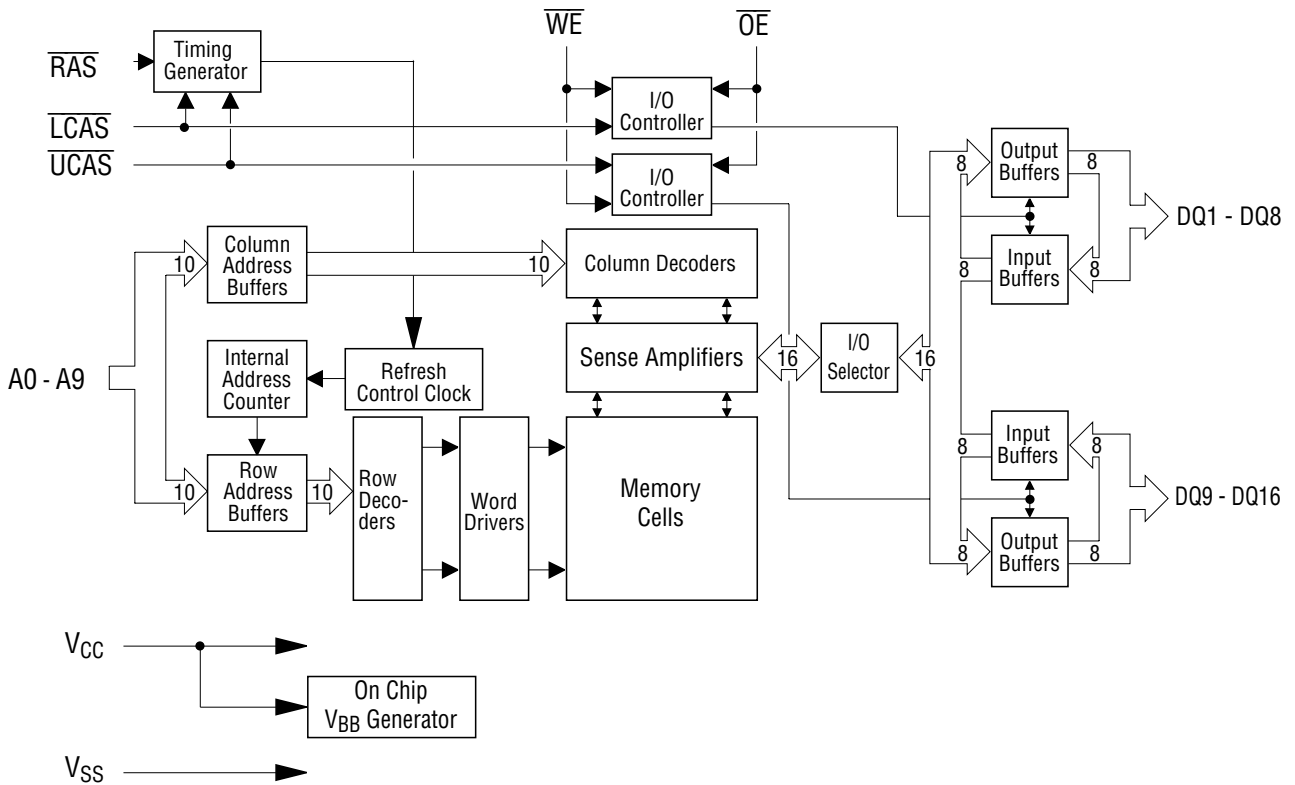 WE
OE
RAS
Timing
Generator
I/O
Controller
LCAS
UCAS
I/O
Controller
8
Output
Buffers
8
DQ1 - DQ8
8
Input
Buffers
8
10
Column
Address
Buffers
10
Column Decoders
A0 - A9
Internal
Address
Counter
Refresh
Control Clock
Sense Amplifiers
16
I/O
Selector
16
10
Row
Address
Buffers
10
Row
Deco-
ders
Word
Drivers
Memory
Cells
8
Input
Buffers
8
DQ9 - DQ16
8
Output
Buffers
8
VCC
On Chip
VBB Generator
VSS